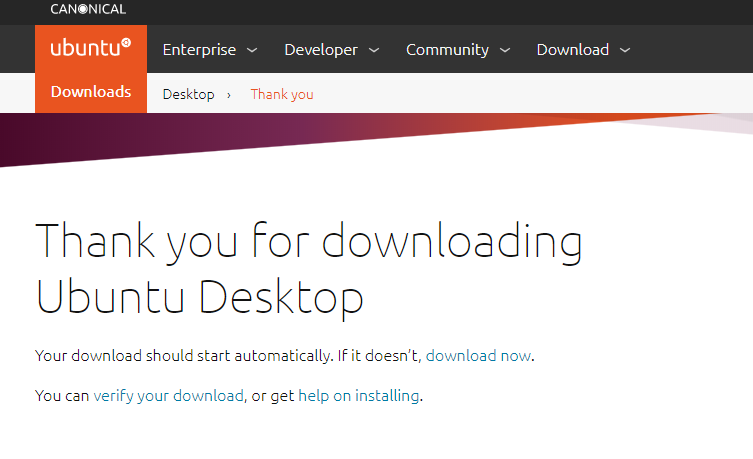 CANONICAL
ubuntu Enterprise Developer Community Download
Downloads Desktop › Thank you
Thank you for downloading
Ubuntu Desktop
Your download should start automatically. If it doesn’t, download now.
You can verify your download, or get help on installing.